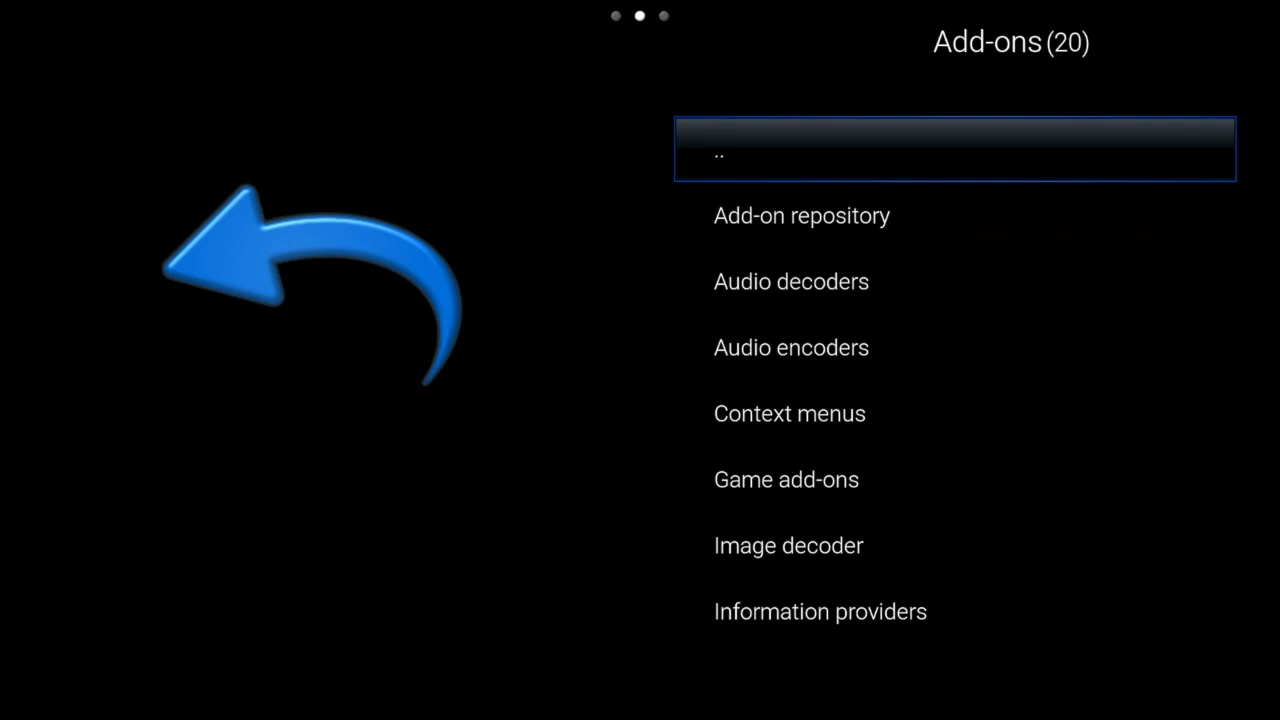 Add-ons (20)
..
Add-on repository
Audio decoders
Audio encoders
Context menus
Game add-ons
Image decoder
Information providers